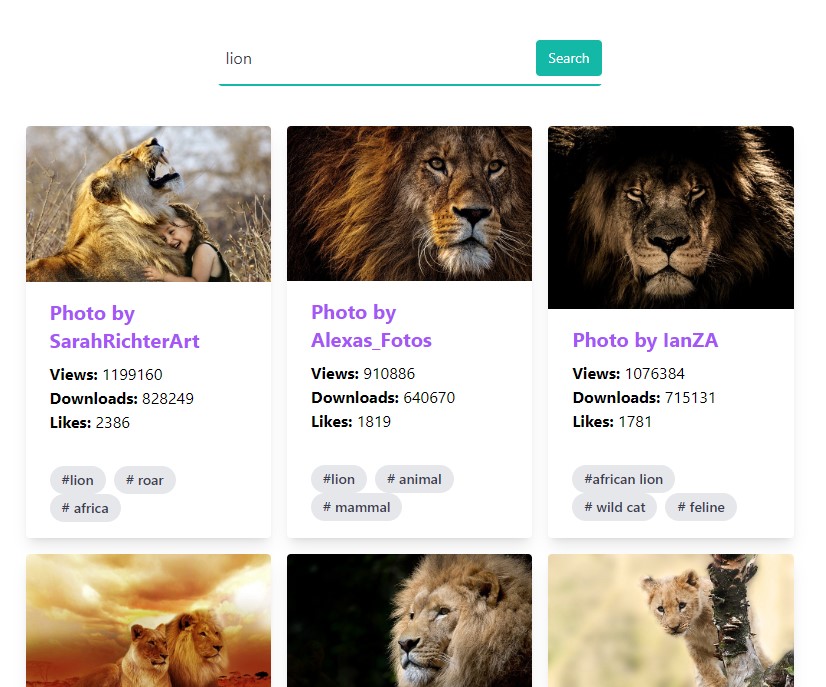 lion
Search
Photo by
SarahRichterArt
Views: 1199160
Downloads: 828249
Likes: 2386
#lion # roar
# africa
Photo by
Alexas_Fotos
Views: 910886
Downloads: 640670
Likes: 1819
#lion # animal
# mammal
Photo by IanZA
Views: 1076384
Downloads: 715131
Likes: 1781
#african lion
# wild cat # feline